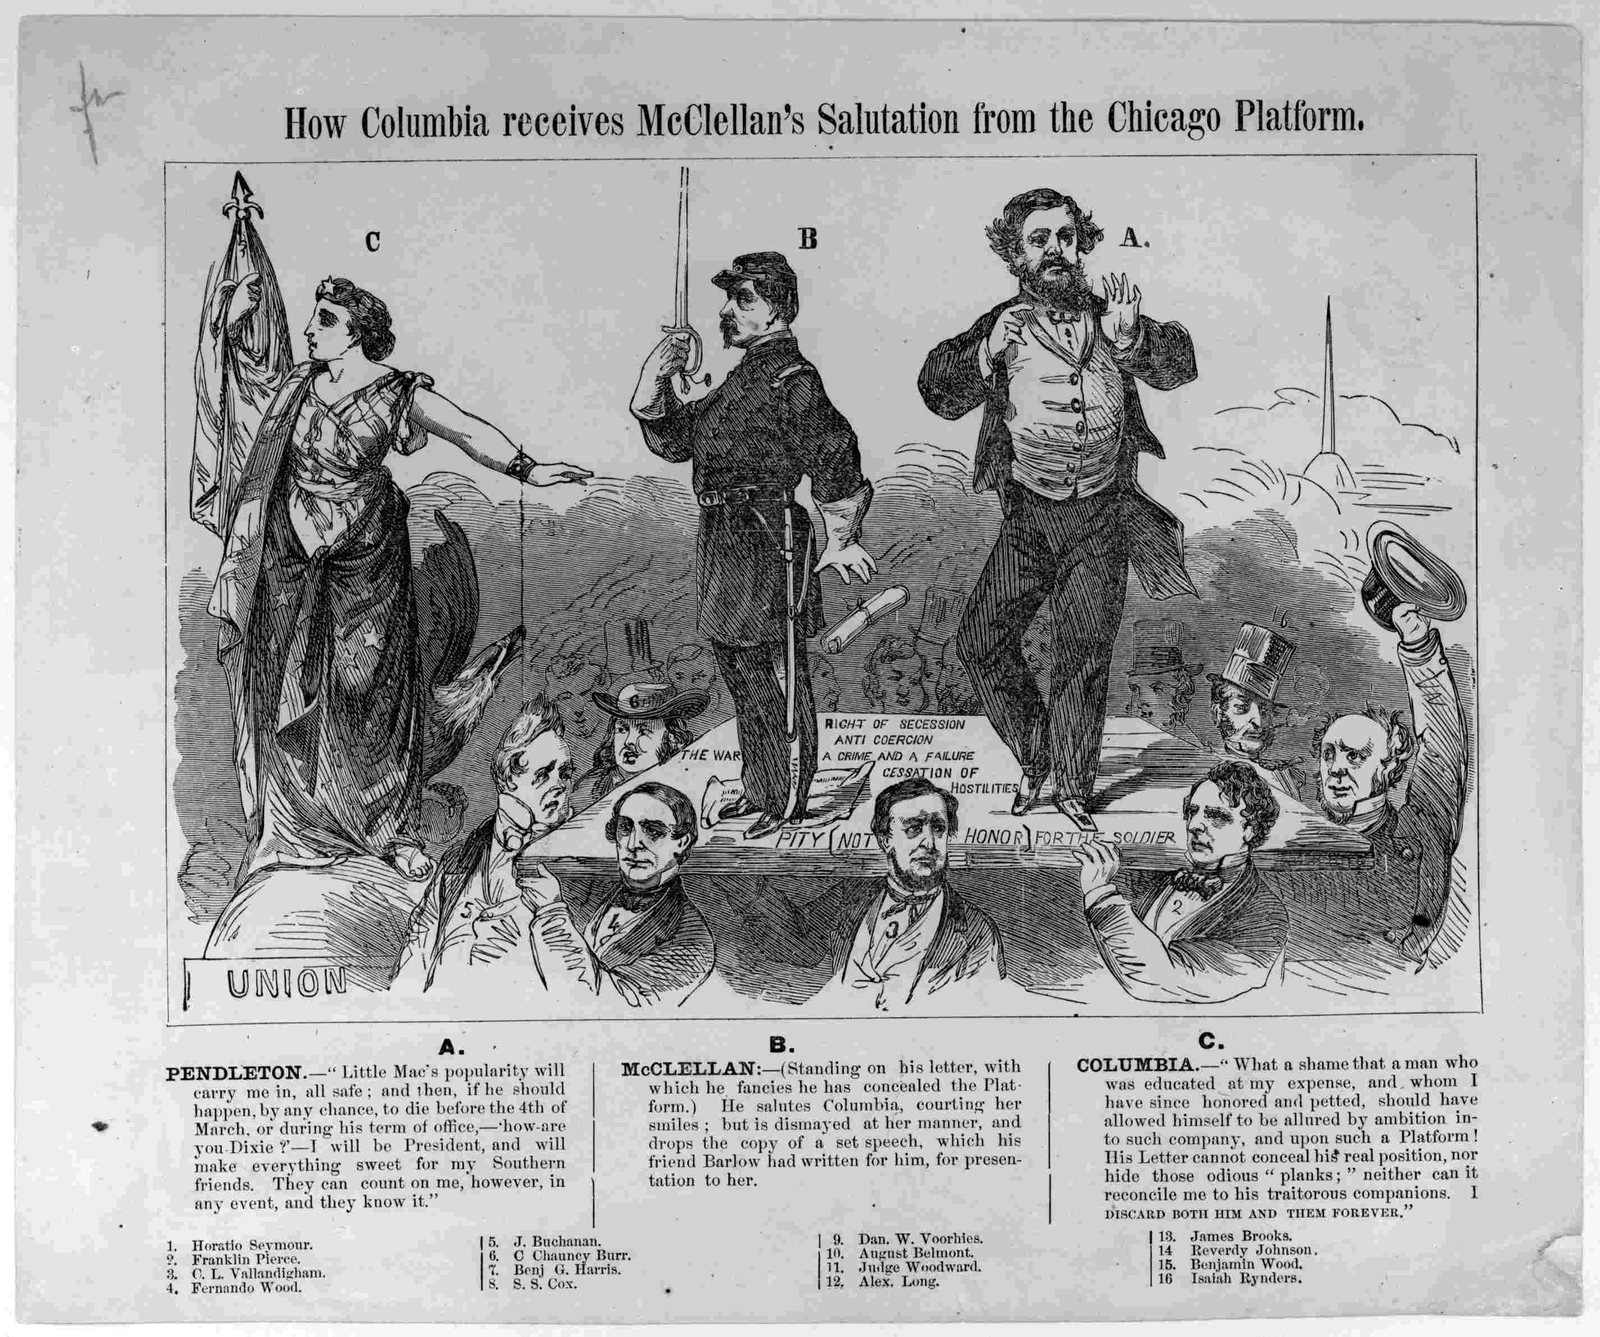 How Columbia receives McClellan's Salutation from the Chicago Platform.
C
B
A.
16
6
RIGHT OF SECESSION
ANTI COERCION
THE WAR A CRIME AND A FAILURE
CESSATION OF
HOSTILITIES
PITY (NOT HONOR) FOR THE SOLDIER
5
4
3
2
UNION
A.
PENDLETON.—“ Little Mac's popularity will
carry me in, all safe ; and then, if he should
happen, by any chance, to die before the 4th of
March, or during his term of office,—‘how-are
you Dixie ?’—I will be President, and will
make everything sweet for my Southern
friends. They can count on me, however, in
any event, and they know it.”
B.
McCLELLAN:—(Standing on his letter, with
which he fancies he has concealed the Plat-
form.) He salutes Columbia, courting her
smiles ; but is dismayed at her manner, and
drops the copy of a set speech, which his
friend Barlow had written for him, for presen-
tation to her.
C.
COLUMBIA.—“ What a shame that a man who
was educated at my expense, and whom I
have since honored and petted, should have
allowed himself to be allured by ambition in-
to such company, and upon such a Platform !
His Letter cannot conceal his real position, nor
hide those odious “ planks ; ” neither can it
reconcile me to his traitorous companions. I
DISCARD BOTH HIM AND THEM FOREVER.”
1. Horatio Seymour.
2. Franklin Pierce.
3. C. L. Vallandigham.
4. Fernando Wood.
5. J. Buchanan.
6. C Chauncy Burr.
7. Benj G. Harris.
8. S. S. Cox.
9. Dan. W. Voorhies.
10. August Belmont.
11. Judge Woodward.
12. Alex. Long.
13. James Brooks.
14 Reverdy Johnson.
15. Benjamin Wood.
16 Isaiah Rynders.